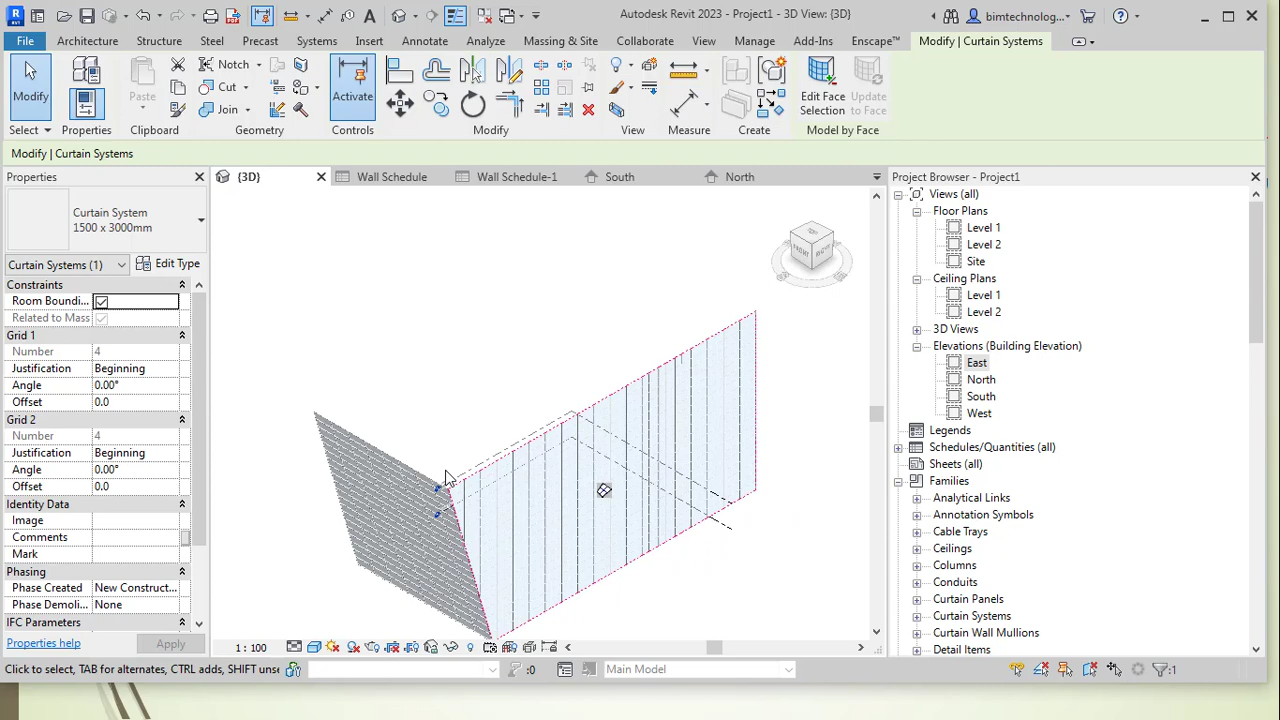 Autodesk Revit 23... - Project1 - 3D View: {3D}
bimtechnolog...
File
Architecture
Structure
Steel
Precast
Systems
Insert
Annotate
Analyze
Massing & Site
Collaborate
View
Manage
Add-Ins
Enscape™
Modify | Curtain Systems
Modify
Select
Properties
Paste
Clipboard
Notch
Cut
Join
Geometry
Activate
Controls
Modify
View
Measure
Create
Edit Face
Selection
Update
to Face
Model by Face
Modify | Curtain Systems
Properties
Curtain System
1500 x 3000mm
Curtain Systems (1)
Edit Type
Constraints
Room Boundi...
Related to Mass
Grid 1
Number 4
Justification Beginning
Angle 0.00°
Offset 0.0
Grid 2
Number 4
Justification Beginning
Angle 0.00°
Offset 0.0
Identity Data
Image
Comments
Mark
Phasing
Phase Created New Construct...
Phase Demoli... None
IFC Parameters
Properties help
Apply
{3D}
Wall Schedule
Wall Schedule-1
South
North
FRONT
1 : 100
Project Browser - Project1
Views (all)
Floor Plans
Level 1
Level 2
Site
Ceiling Plans
Level 1
Level 2
3D Views
Elevations (Building Elevation)
East
North
South
West
Legends
Schedules/Quantities (all)
Sheets (all)
Families
Analytical Links
Annotation Symbols
Cable Trays
Ceilings
Columns
Conduits
Curtain Panels
Curtain Systems
Curtain Wall Mullions
Detail Items
Click to select, TAB for alternates, CTRL adds, SHIFT unse
:0
Main Model
:1